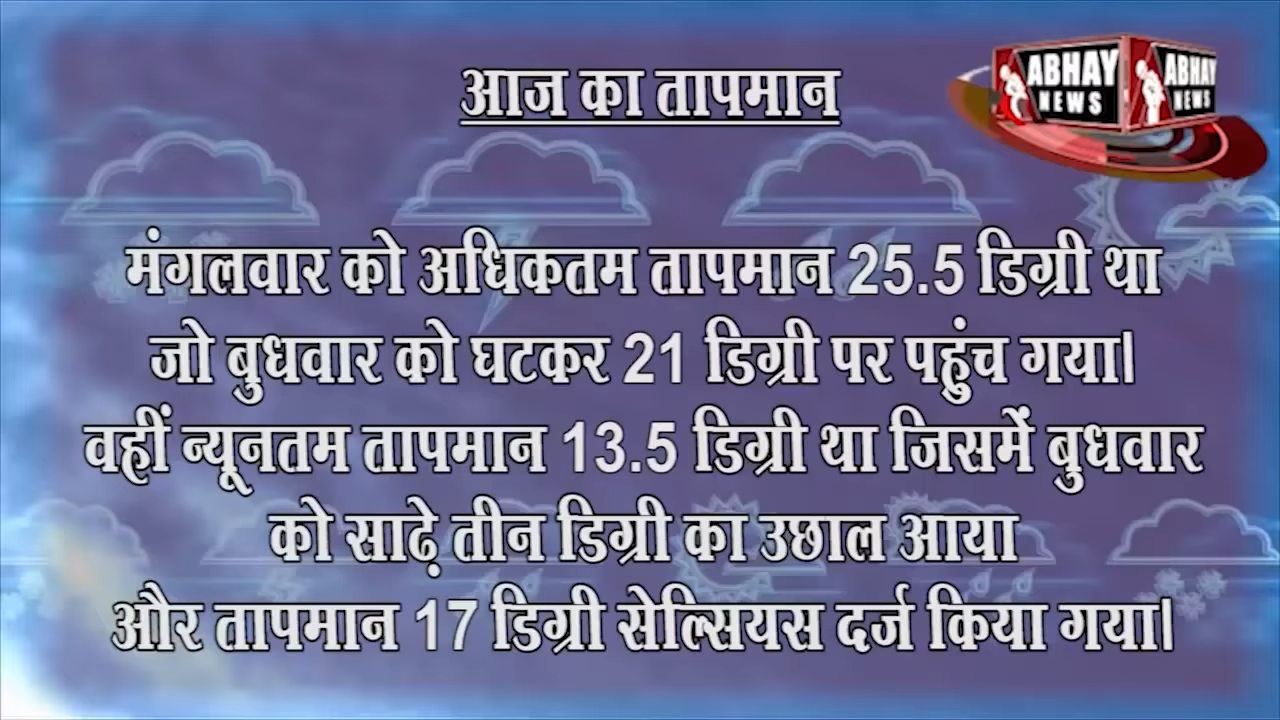 आज का तापमान
ABHAY NEWS
ABHAY NEWS
मंगलवार को अधिकतम तापमान 25.5 डिग्री था
जो बुधवार को घटकर 21 डिग्री पर पहुंच गया।
वहीं न्यूनतम तापमान 13.5 डिग्री था जिसमें बुधवार
को साढ़े तीन डिग्री का उछाल आया
और तापमान 17 डिग्री सेल्सियस दर्ज किया गया।